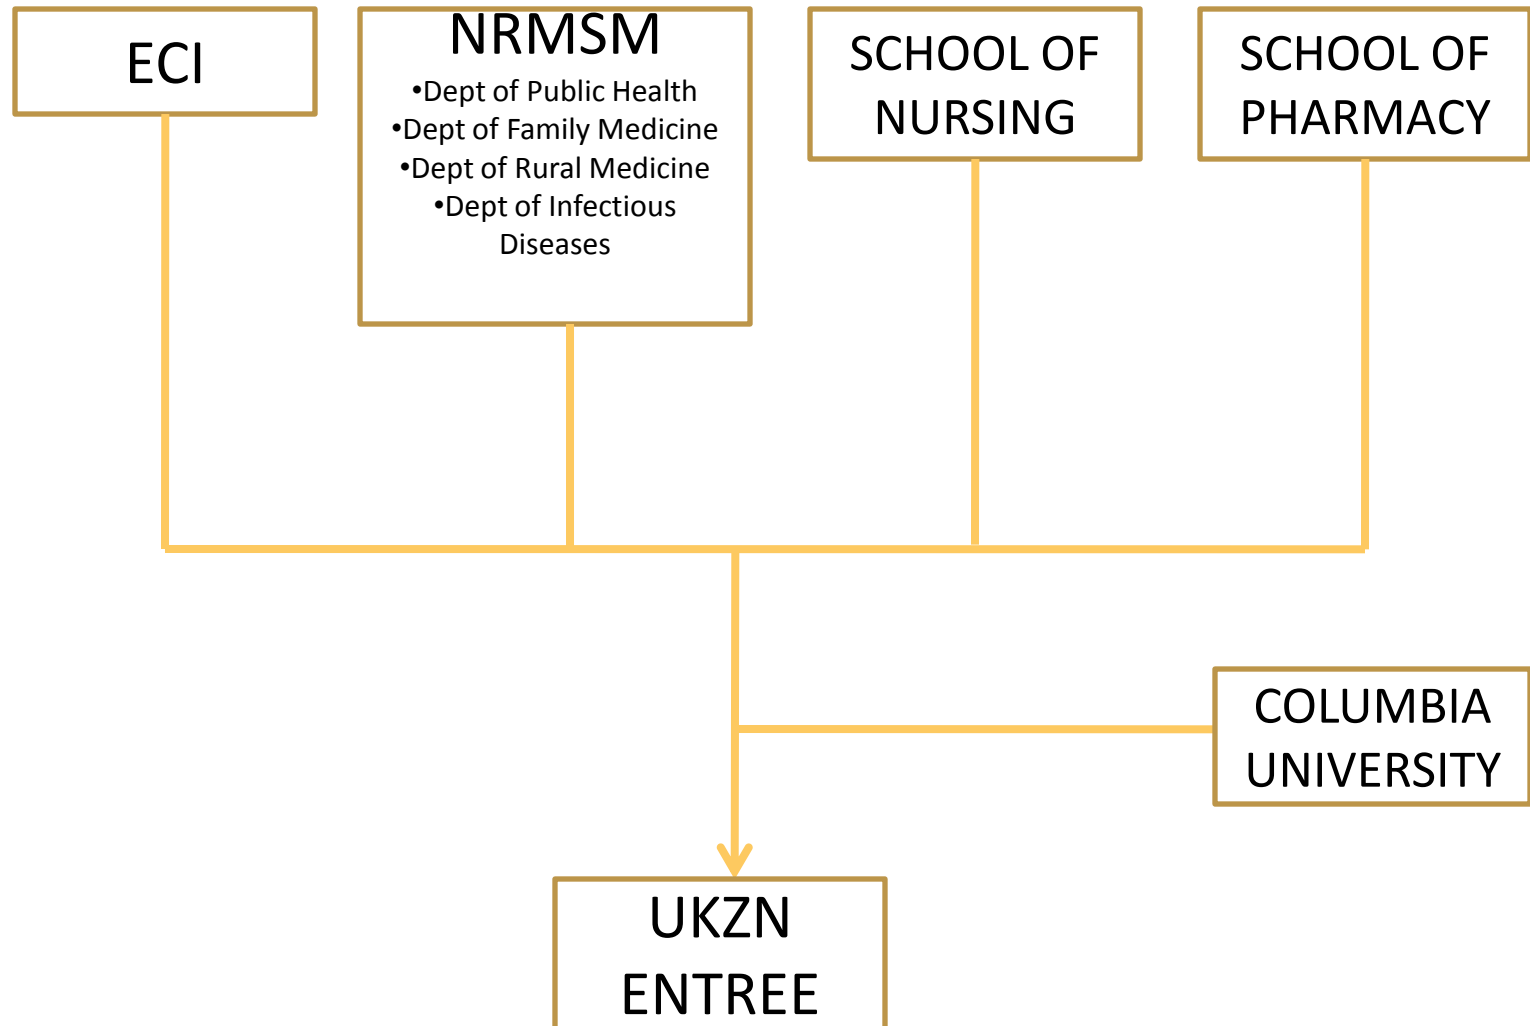 ECI
NRMSM
•Dept of Public Health
•Dept of Family Medicine
•Dept of Rural Medicine
•Dept of Infectious
Diseases
SCHOOL OF
NURSING
SCHOOL OF
PHARMACY
COLUMBIA
UNIVERSITY
UKZN
ENTREE